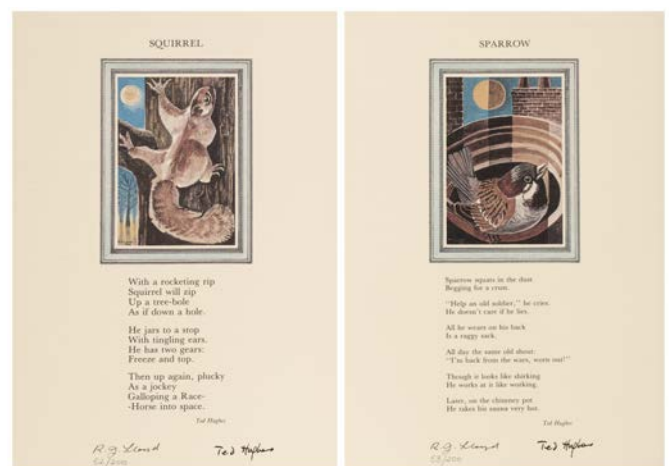 SQUIRREL
With a rocketing rip
Squirrel will zip
Up a tree-bole
As if down a hole.
He jars to a stop
With tingling ears.
He has two gears:
Freeze and top.
Then up again, plucky
As a jockey
Galloping a Race-
-Horse into space.
Ted Hughes
R.J. Lloyd
Ted Hughes
SPARROW
Sparrow squats in the dust
Begging for a crust.
"Help an old soldier," he cries.
He doesn't care if he lies.
All he wears on his back
Is a raggy sack.
All day the same old shout:
"I'm back from the wars, worn out!"
Though it looks like shirking
He works at it like working.
Later, on the chimney pot
He takes his sauna very hot.
Ted Hughes
R.J. Lloyd
Ted Hughes